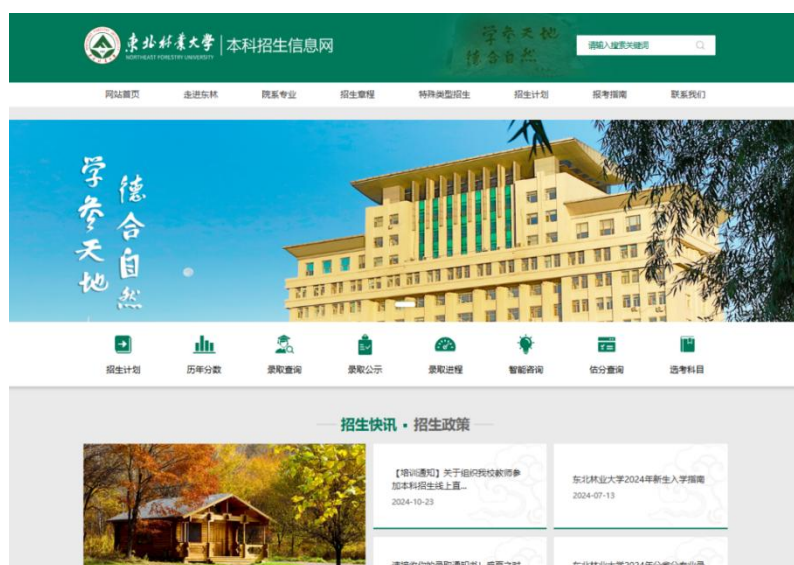 东北林业大学 本科招生信息网
NORTHEAST FORESTRY UNIVERSITY
学参天地
德合自然
请输入搜索关键词
网站首页 走进东林 院系专业 招生章程 特殊类型招生 招生计划 报考指南 联系我们
学参天地
德合自然
招生计划 历年分数 录取查询 录取公示 录取进程 智能咨询 估分查询 选考科目
招生快讯 · 招生政策
【培训通知】关于组织我校教师参
加本科招生线上直...
2024-10-23
东北林业大学2024年新生入学指南
2024-07-13